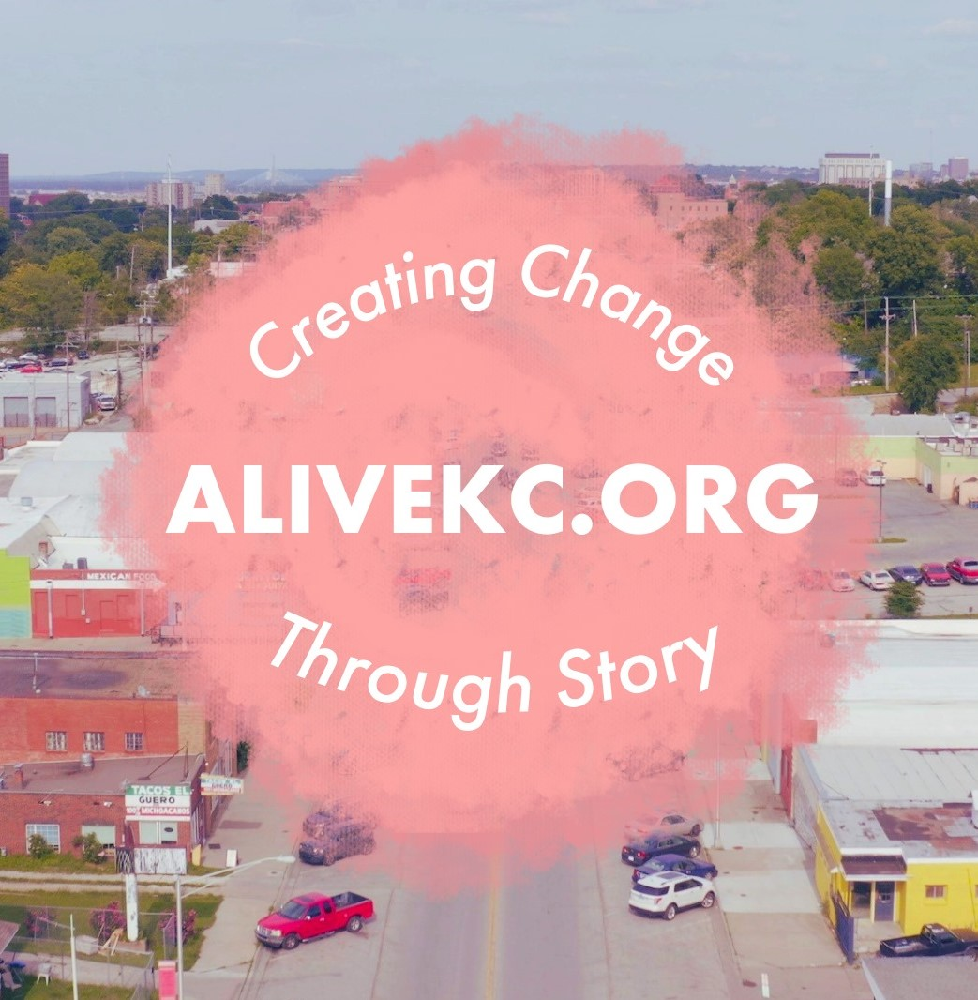 Creating Change
ALIVEKC.ORG
Through Story
MEXICAN FOOD
TACOS EL
GUERO